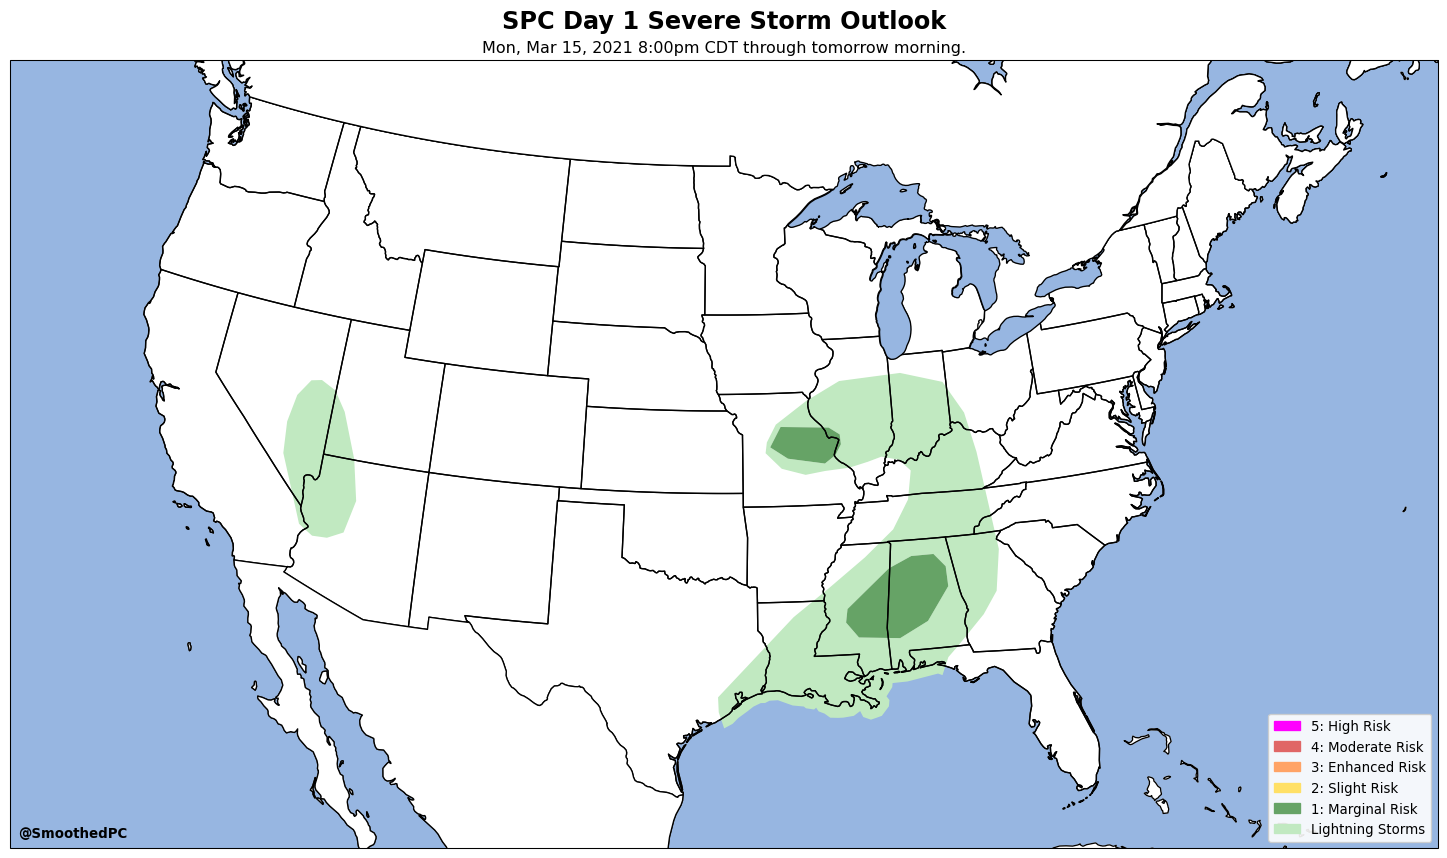 SPC Day 1 Severe Storm Outlook
Mon, Mar 15, 2021 8:00pm CDT through tomorrow morning.
5: High Risk
4: Moderate Risk
3: Enhanced Risk
2: Slight Risk
1: Marginal Risk
Lightning Storms
@SmoothedPC